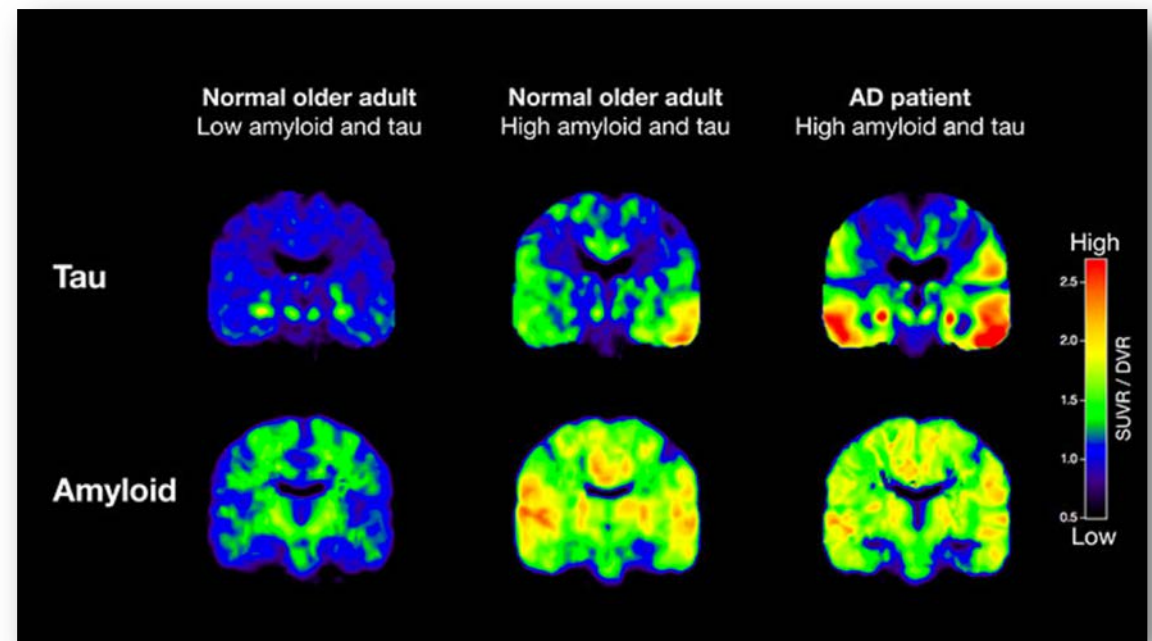 Normal older adult
Low amyloid and tau
Normal older adult
High amyloid and tau
AD patient
High amyloid and tau
Tau
Amyloid
High
2.5
2.0
1.5
1.0
0.5
Low
SUVR / DVR